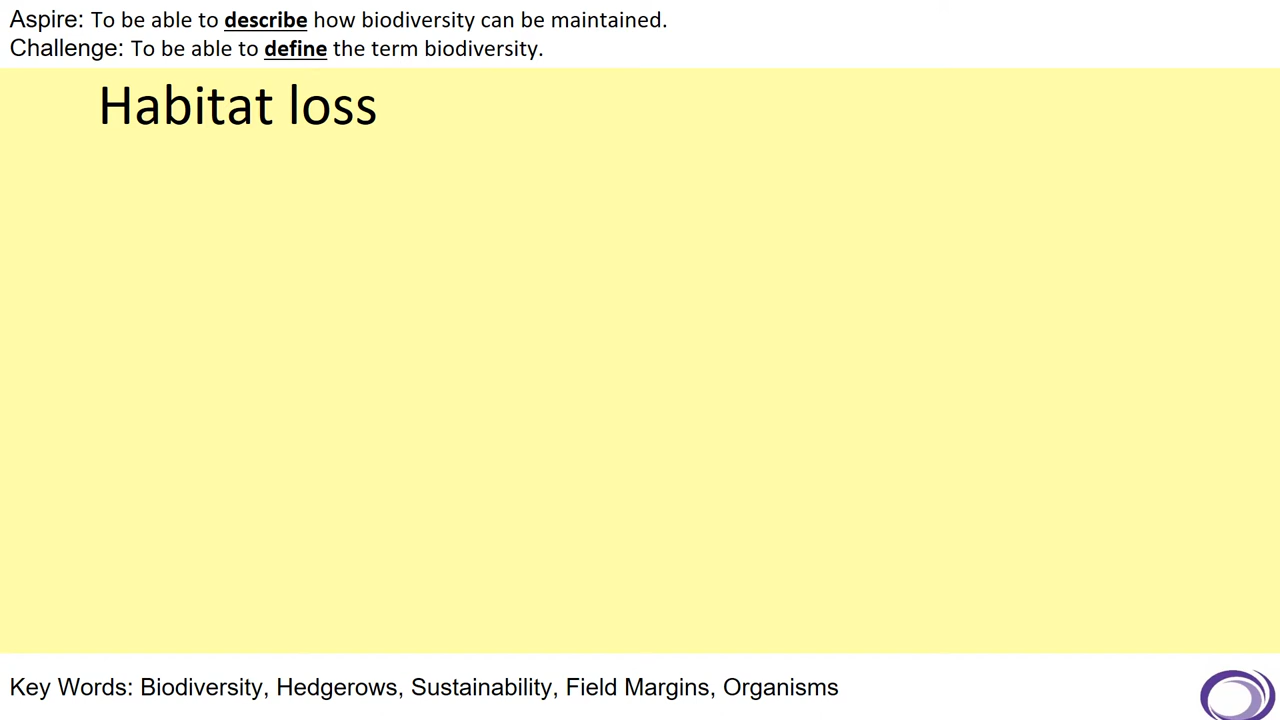 Aspire: To be able to describe how biodiversity can be maintained.
Challenge: To be able to define the term biodiversity.
Habitat loss
Key Words: Biodiversity, Hedgerows, Sustainability, Field Margins, Organisms